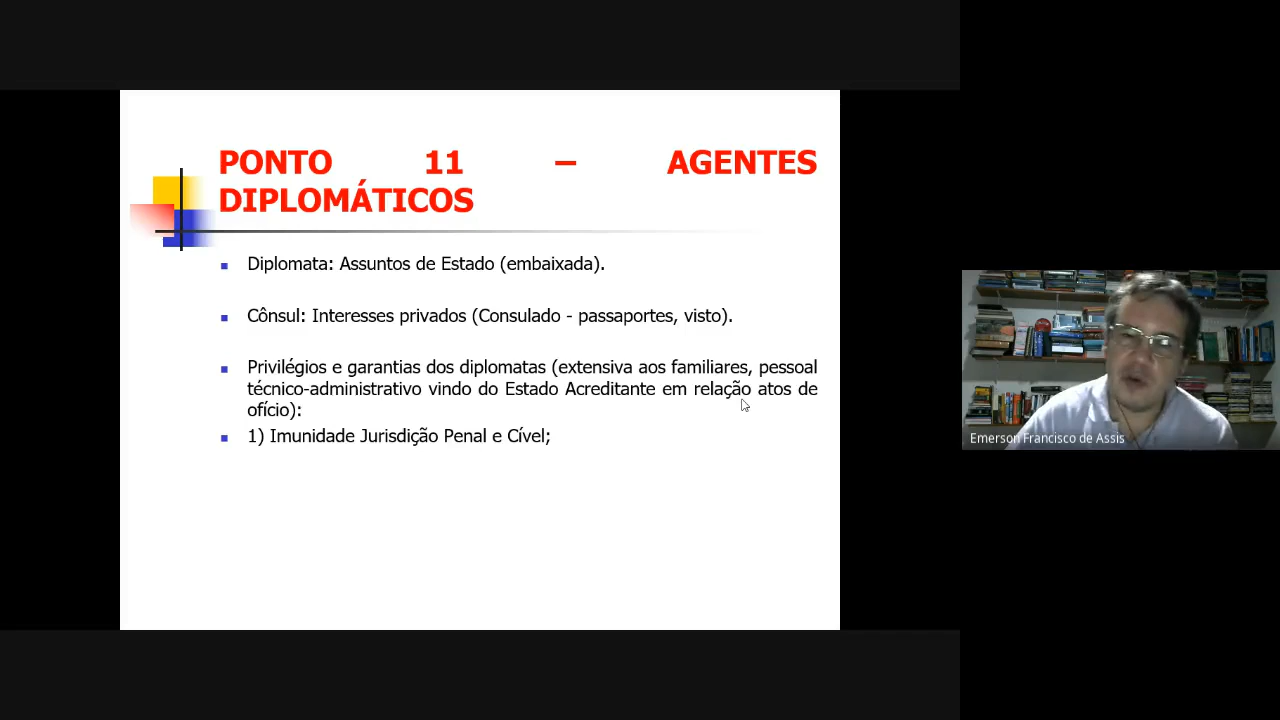 PONTO 11 – AGENTES
DIPLOMÁTICOS
Diplomata: Assuntos de Estado (embaixada).
Cônsul: Interesses privados (Consulado - passaportes, visto).
Privilégios e garantias dos diplomatas (extensiva aos familiares, pessoal
técnico-administrativo vindo do Estado Acreditante em relação atos de
ofício):
1) Imunidade Jurisdição Penal e Cível;
Emerson Francisco de Assis